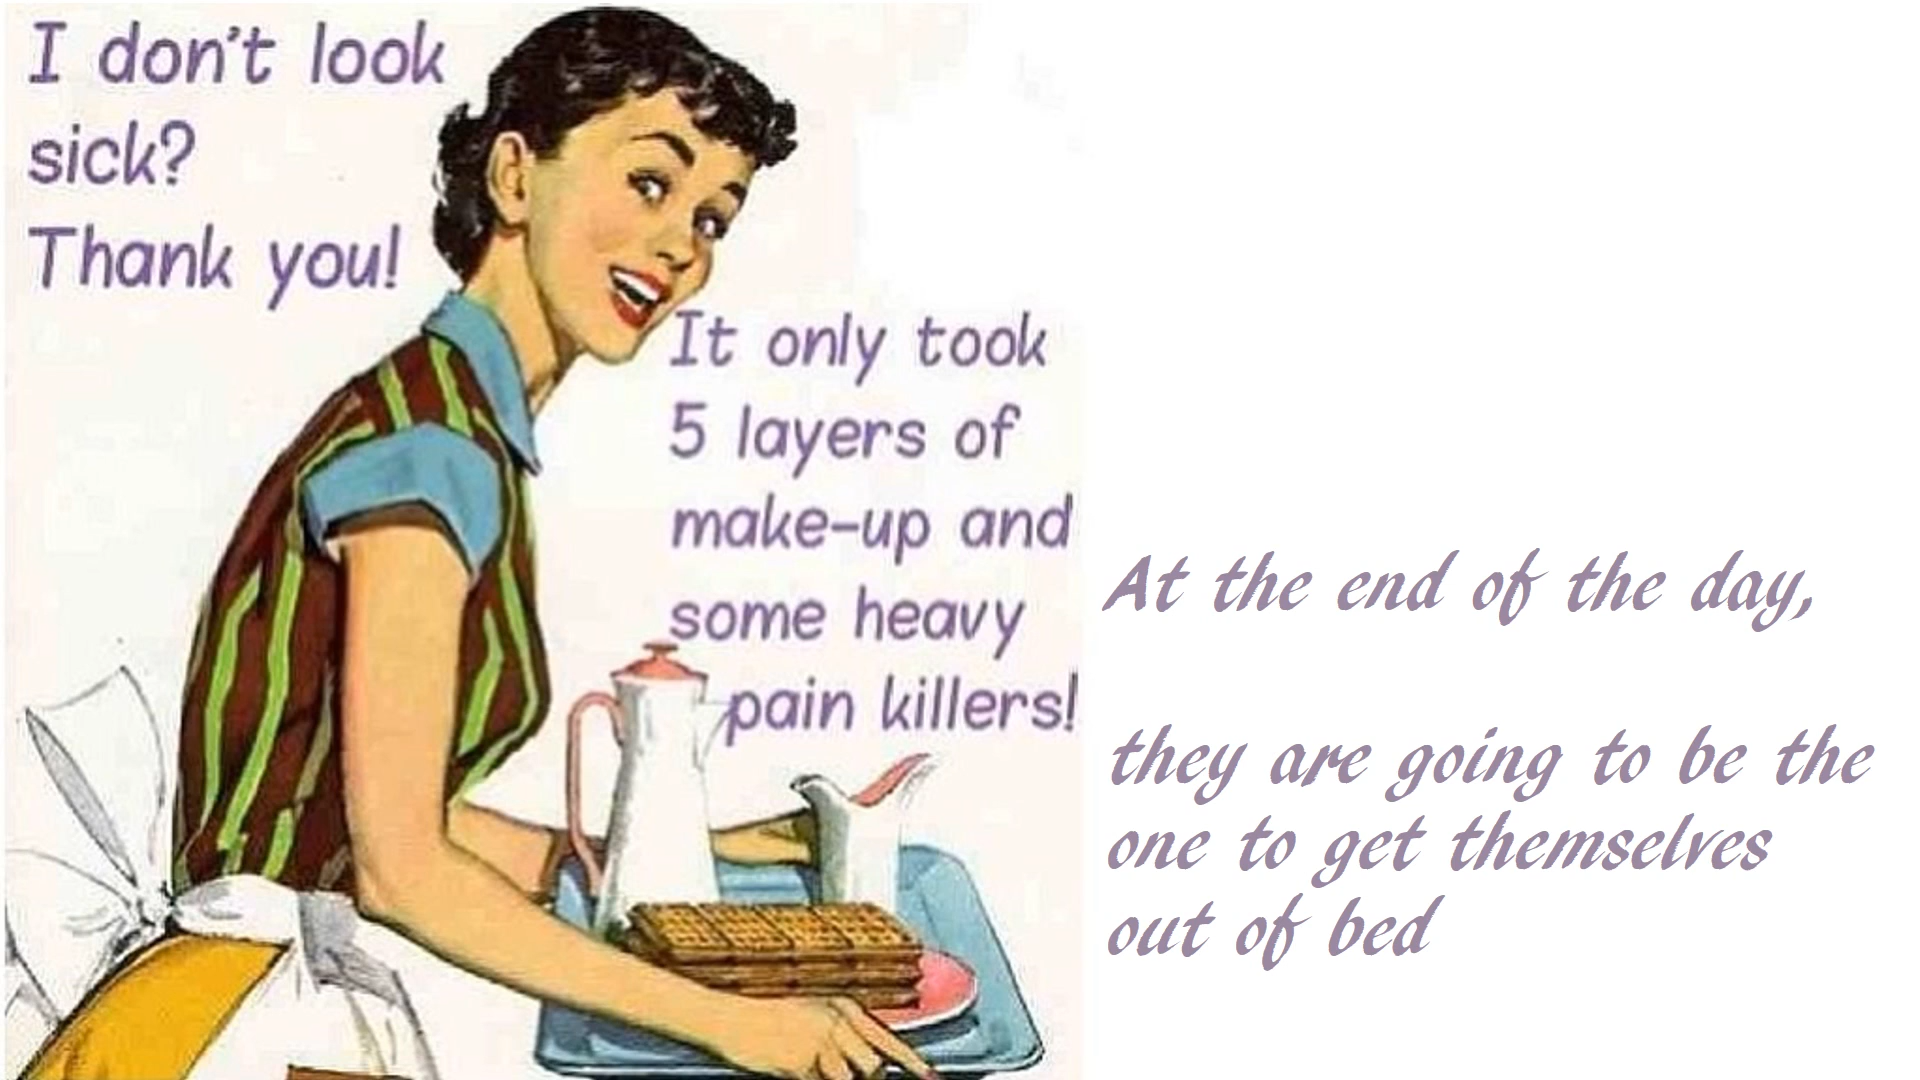 I don't look
sick?
Thank you!
It only took
5 layers of
make-up and
some heavy
pain killers!
At the end of the day,
they are going to be the
one to get themselves
out of bed